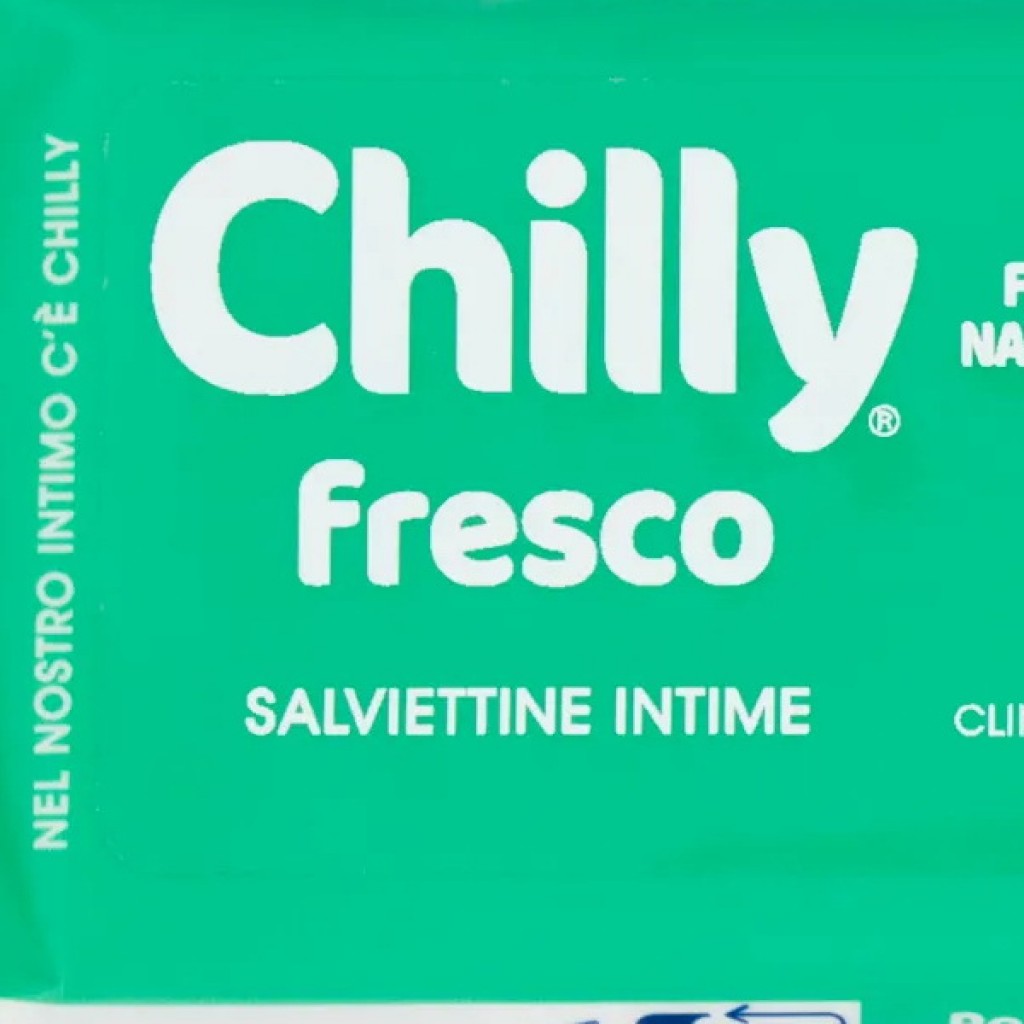 NEL NOSTRO INTIMO C'È CHILLY
Chilly®
fresco
SALVIETTINE INTIME